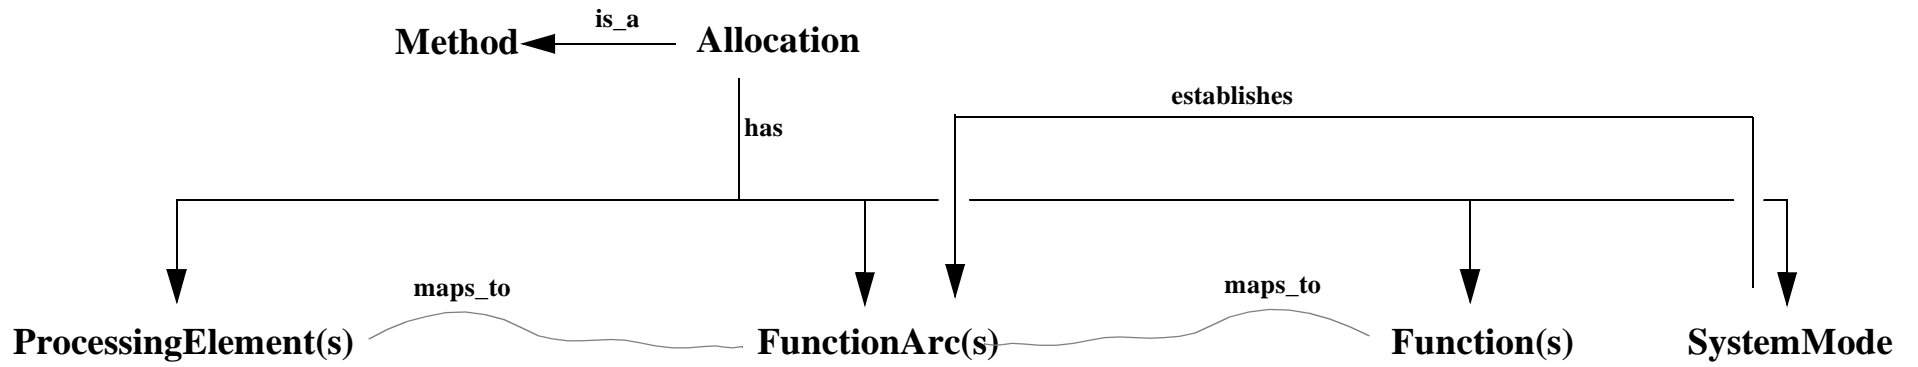 is_a
Method Allocation
establishes
has
maps_to maps_to
ProcessingElement(s) FunctionArc(s) Function(s) SystemMode